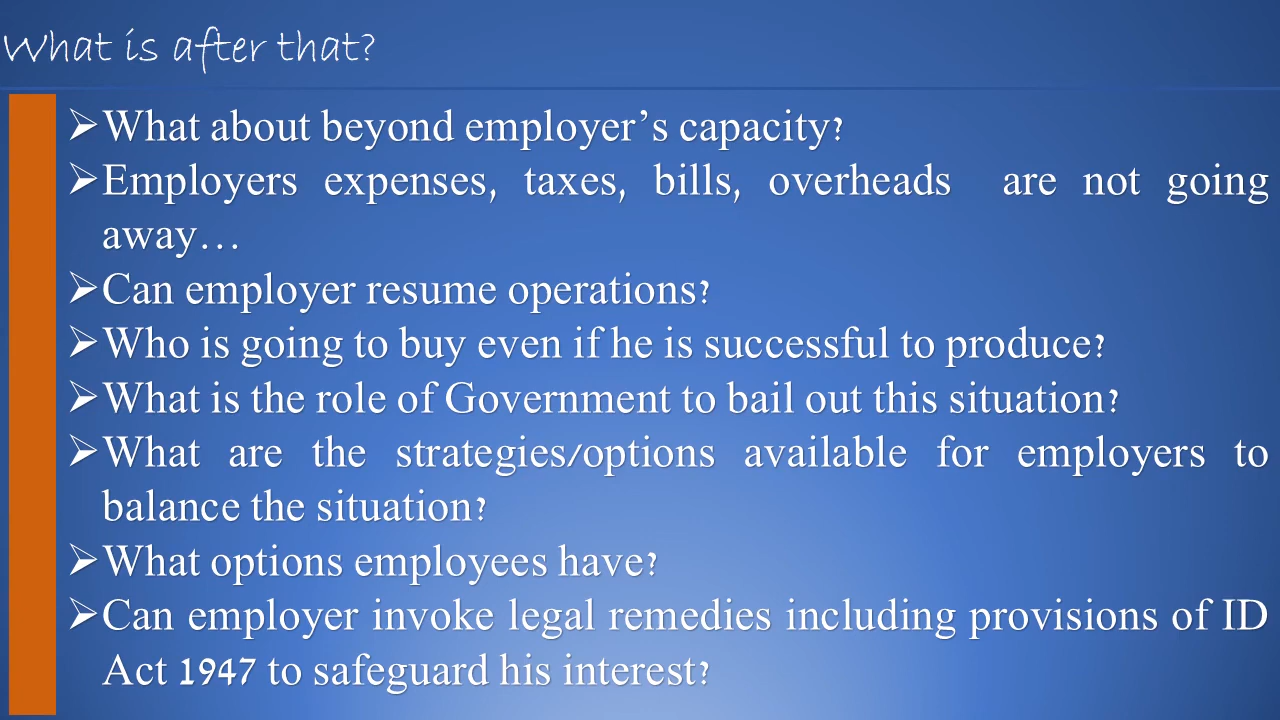 What is after that?
➢What about beyond employer’s capacity?
➢Employers expenses, taxes, bills, overheads are not going
away…
➢Can employer resume operations?
➢Who is going to buy even if he is successful to produce?
➢What is the role of Government to bail out this situation?
➢What are the strategies/options available for employers to
balance the situation?
➢What options employees have?
➢Can employer invoke legal remedies including provisions of ID
Act 1947 to safeguard his interest?